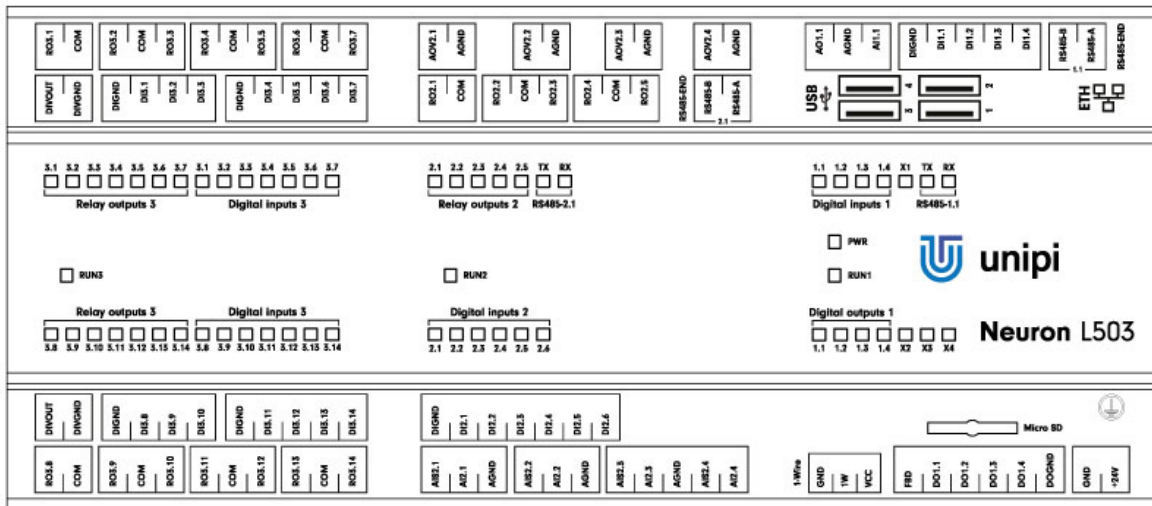 RO3.1 COM RO3.2 COM RO3.3 RO3.4 COM RO3.5 RO3.6 COM RO3.7 AOV2.1 AGND AOV2.2 AGND AOV2.3 AGND AOV2.4 AGND AO1.1 AGND AI1.1 DIGND DI1.1 DI1.2 DI1.3 DI1.4 RS485-B RS485-A RS485-END
1.1
DIVOUT DIVGND DIGND DI3.1 DI3.2 DI3.3 DIGND DI3.4 DI3.5 DI3.6 DI3.7 RO2.1 COM RO2.2 COM RO2.3 RO2.4 COM RO2.5 RS485-END RS485-B RS485-A USB 4 3 2 1 ETH
2.1
3.1 3.2 3.3 3.4 3.5 3.6 3.7 3.1 3.2 3.3 3.4 3.5 3.6 3.7 2.1 2.2 2.3 2.4 2.5 TX RX 1.1 1.2 1.3 1.4 X1 TX RX
Relay outputs 3 Digital inputs 3 Relay outputs 2 RS485-2.1 Digital inputs 1 RS485-1.1
PWR
unipi
RUN3 RUN2 RUN1
Relay outputs 3 Digital inputs 3 Digital inputs 2 Digital outputs 1
Neuron L503
3.8 3.9 3.10 3.11 3.12 3.13 3.14 3.8 3.9 3.10 3.11 3.12 3.13 3.14 2.1 2.2 2.3 2.4 2.5 2.6 1.1 1.2 1.3 1.4 X2 X3 X4
DIVOUT DIVGND DIGND DI3.8 DI3.9 DI3.10 DIGND DI3.11 DI3.12 DI3.13 DI3.14 DIGND DI2.1 DI2.2 DI2.3 DI2.4 DI2.5 DI2.6
Micro SD
RO3.8 COM RO3.9 COM RO3.10 RO3.11 COM RO3.12 RO3.13 COM RO3.14 AIS2.1 AI2.1 AGND AIS2.2 AI2.2 AGND AIS2.3 AI2.3 AGND AIS2.4 AI2.4 1-Wire GND 1W VCC FBD DO1.1 DO1.2 DO1.3 DO1.4 DOGND GND +24V